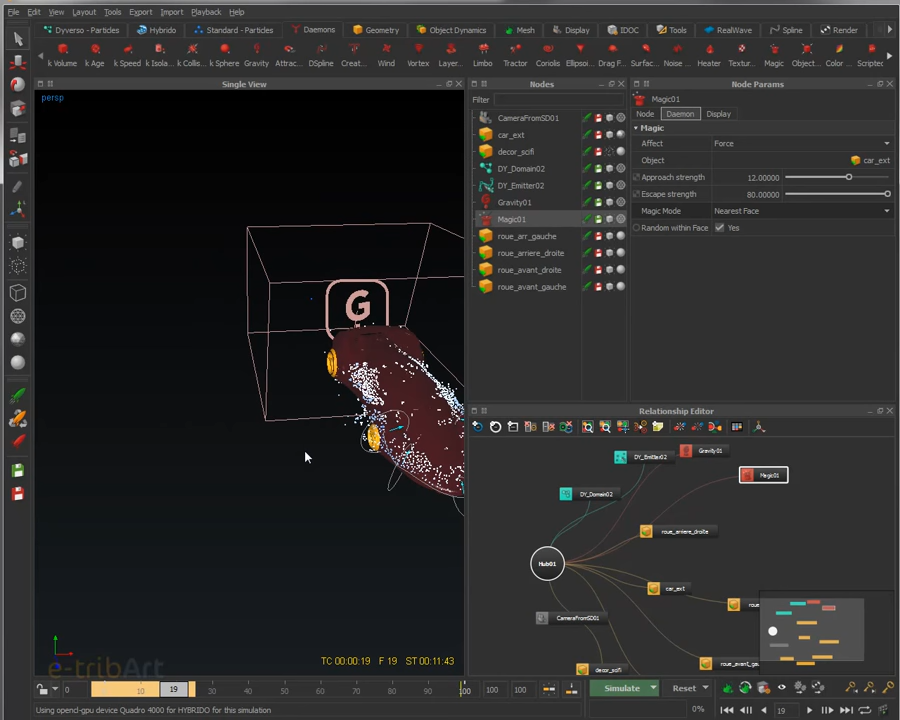 File Edit View Layout Tools Export Import Playback Help
Dyverso - Particles Hybrido Standard - Particles Daemons Geometry Object Dynamics Mesh Display IDOC Tools RealWave Spline Render
k Volume k Age k Speed k Isola... k Collis... k Sphere Gravity Attrac... DSpline Creat... Wind Vortex Layer... Limbo Tractor Coriolis Ellipsoi... Drag F... Surfac... Noise ... Heater Textur... Magic Object... Color ... Scripted
Single View
Nodes
Node Params
persp
Filter
Magic01
CameraFromSD01
car_ext
decor_scifi
DY_Domain02
DY_Emitter02
Gravity01
Magic01
roue_arr_gauche
roue_arriere_droite
roue_avant_droite
roue_avant_gauche
Node Daemon Display
Magic
Affect Force
Object car_ext
Approach strength 12.00000
Escape strength 80.00000
Magic Mode Nearest Face
Random within Face Yes
G
Relationship Editor
DY_Emitter02 Gravity01
Magic01
DY_Domain02
roue_arriere_droite
Hub01
car_ext
roue
CameraFromSD01
decor_scifi
roue_avant_gau
e-tribArt
TC 00:00:19 F 19 ST 00:11:43
0 10 19 30 40 50 60 70 80 90 100 100 100
Simulate Reset
Using opencl-gpu device Quadro 4000 for HYBRIDO for this simulation
0% 19